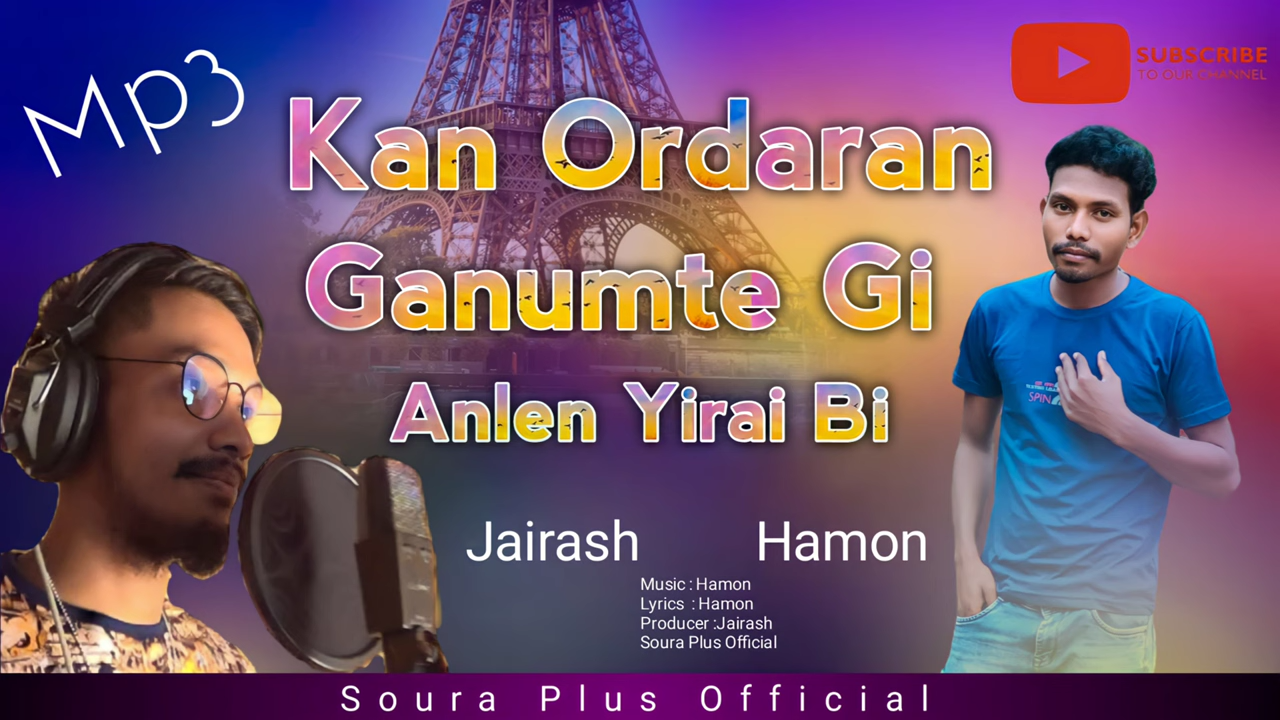 Mp3
SUBSCRIBE
TO OUR CHANNEL
Kan Ordaran
Ganumte Gi
Anlen Yirai Bi
SPIN
Jairash Hamon
Music : Hamon
Lyrics : Hamon
Producer :Jairash
Soura Plus Official
Soura Plus Official